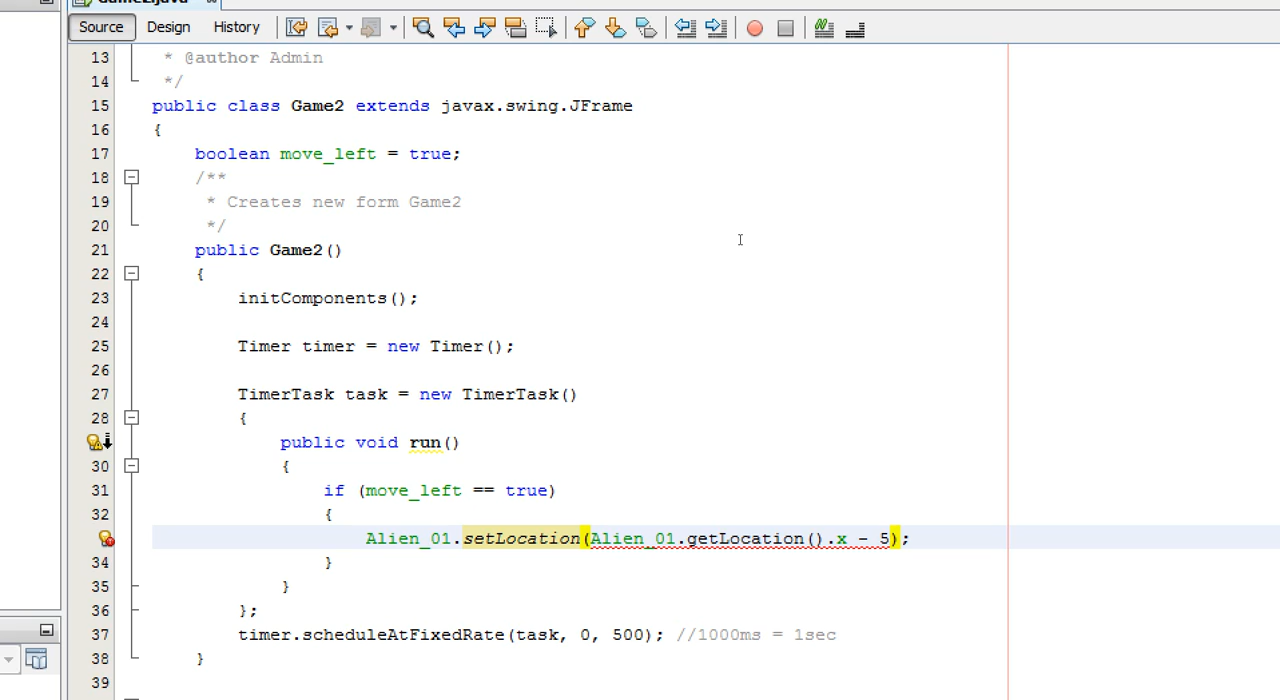 Source Design History
13 * @author Admin
14 */
15 public class Game2 extends javax.swing.JFrame
16 {
17 boolean move_left = true;
18 /**
19 * Creates new form Game2
20 */
21 public Game2()
22 {
23 initComponents();
24
25 Timer timer = new Timer();
26
27 TimerTask task = new TimerTask()
28 {
public void run()
30 {
31 if (move_left == true)
32 {
Alien_01.setLocation(Alien_01.getLocation().x - 5);
34 }
35 }
36 };
37 timer.scheduleAtFixedRate(task, 0, 500); //1000ms = 1sec
38 }
39